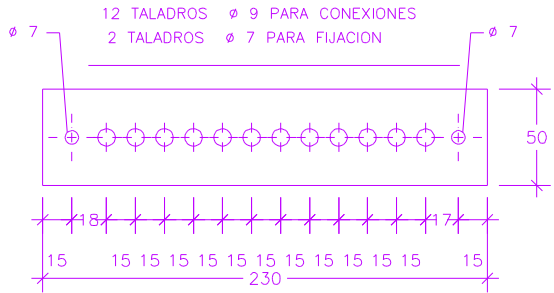 12 TALADROS ø 9 PARA CONEXIONES
ø 7 2 TALADROS ø 7 PARA FIJACION ø 7
50
18 17
15 15 15 15 15 15 15 15 15 15 15 15 15
230